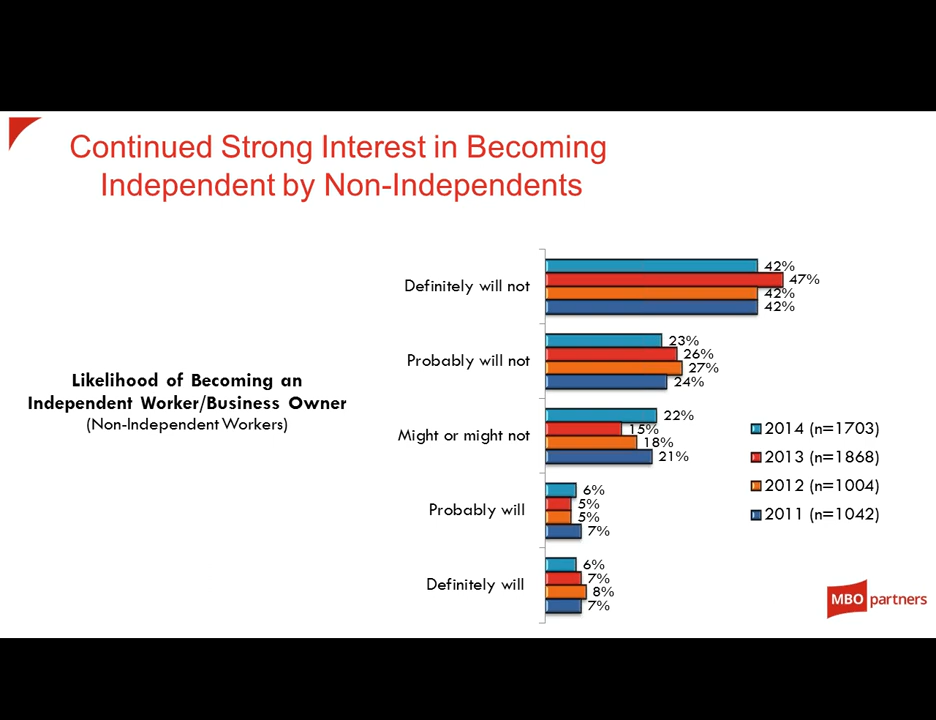 Continued Strong Interest in Becoming
Independent by Non-Independents
Likelihood of Becoming an
Independent Worker/Business Owner
(Non-Independent Workers)
Definitely will not
42%
47%
42%
42%
Probably will not
23%
26%
27%
24%
Might or might not
22%
15%
18%
21%
Probably will
6%
5%
5%
7%
Definitely will
6%
7%
8%
7%
2014 (n=1703)
2013 (n=1868)
2012 (n=1004)
2011 (n=1042)
MBO partners